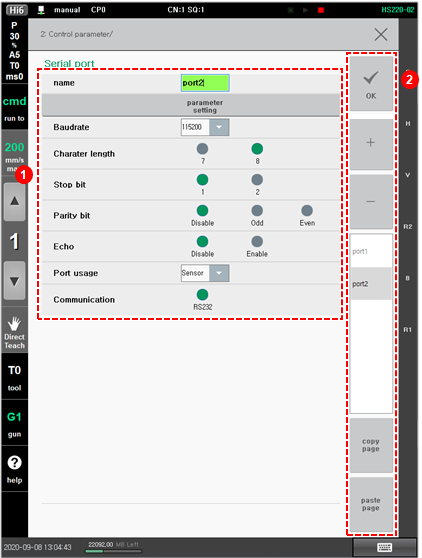 Hi6 manual CP0 CN:1 SQ:1 HS220-02
P
30
%
A5
T0
ms0
2: Control parameter/
Serial port
name port2
parameter
setting
Baudrate 115200
Charater length 7 8
Stop bit 1 2
Parity bit Disable Odd Even
Echo Disable Enable
Port usage Sensor
Communication RS232
cmd
run to
200
mm/s
1
1
Direct
Teach
T0
tool
G1
gun
?
help
2
OK
+
−
port1
port2
copy
page
paste
page
H
V
R2
B
R1
2020-09-08 13:04:43 22092,00 MB Left